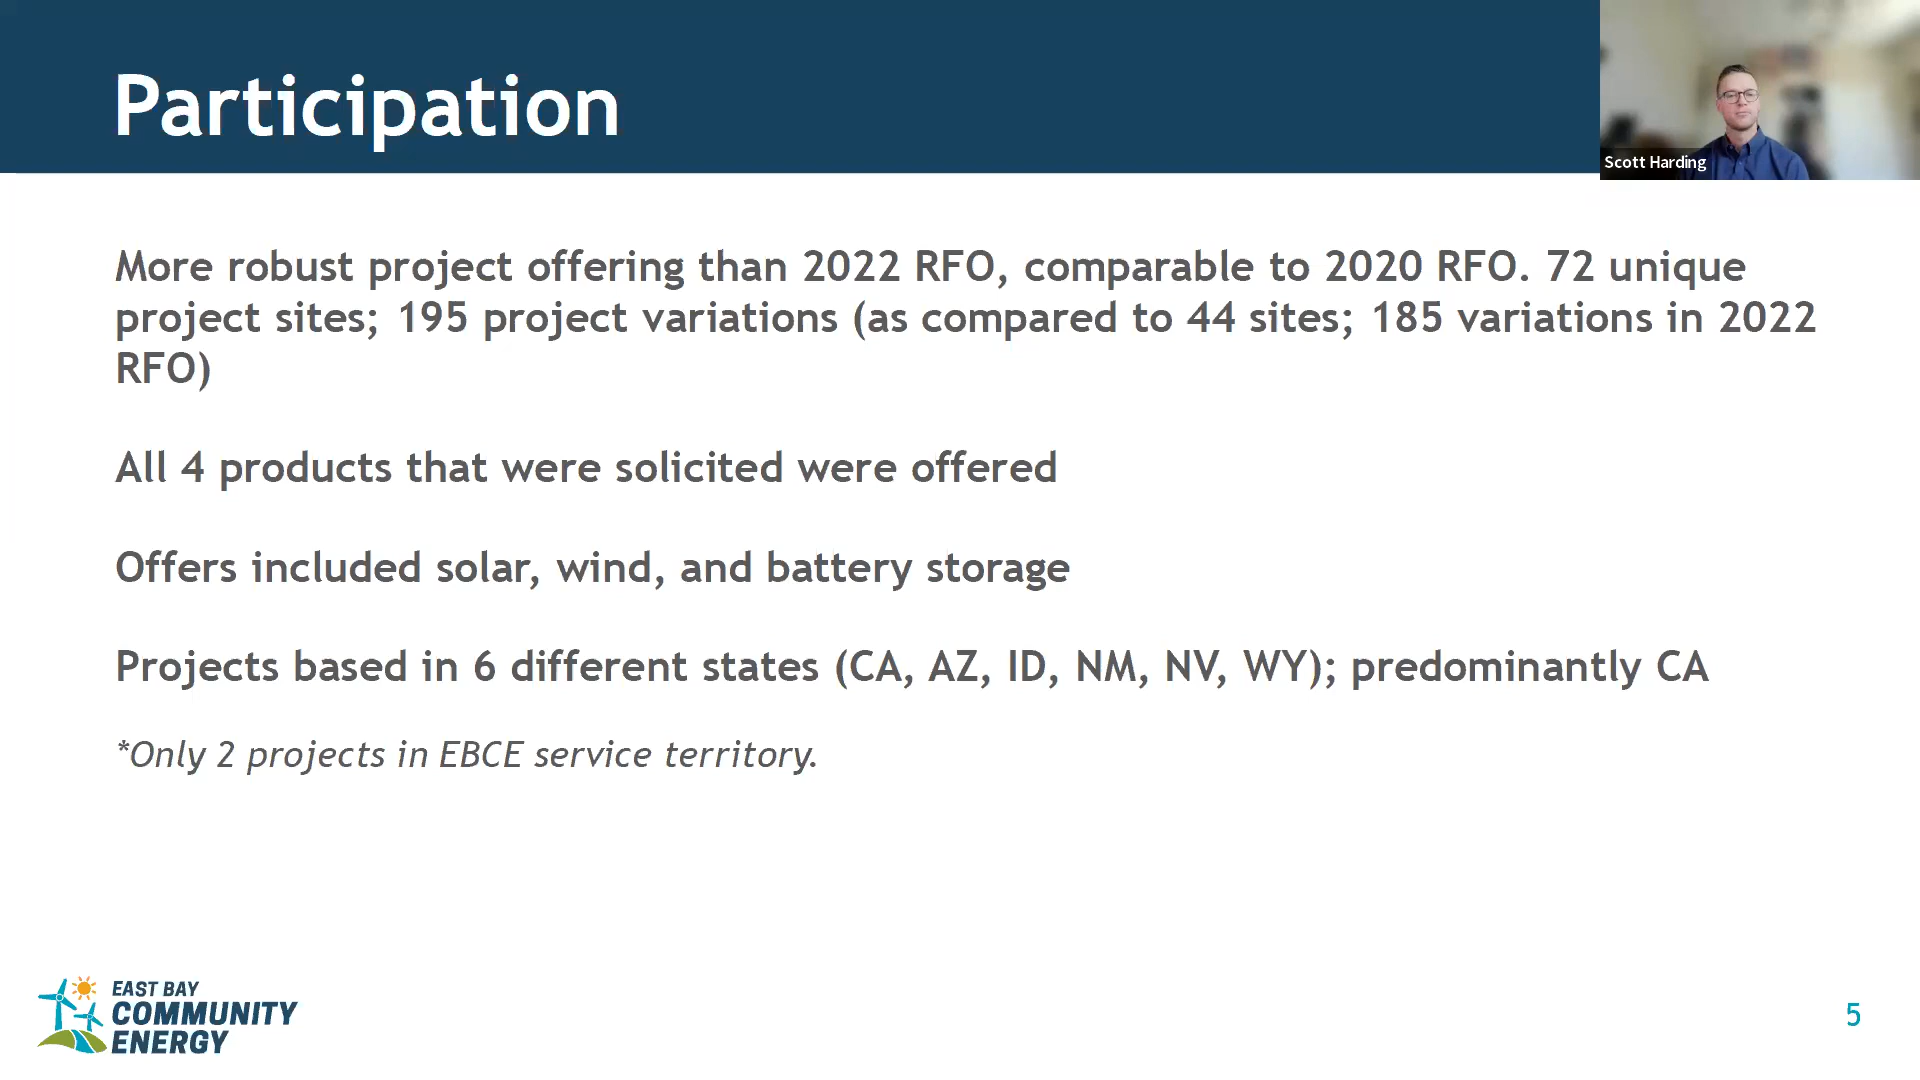 Participation
Scott Harding
More robust project offering than 2022 RFO, comparable to 2020 RFO. 72 unique
project sites; 195 project variations (as compared to 44 sites; 185 variations in 2022
RFO)
All 4 products that were solicited were offered
Offers included solar, wind, and battery storage
Projects based in 6 different states (CA, AZ, ID, NM, NV, WY); predominantly CA
*Only 2 projects in EBCE service territory.
EAST BAY
COMMUNITY
ENERGY
5